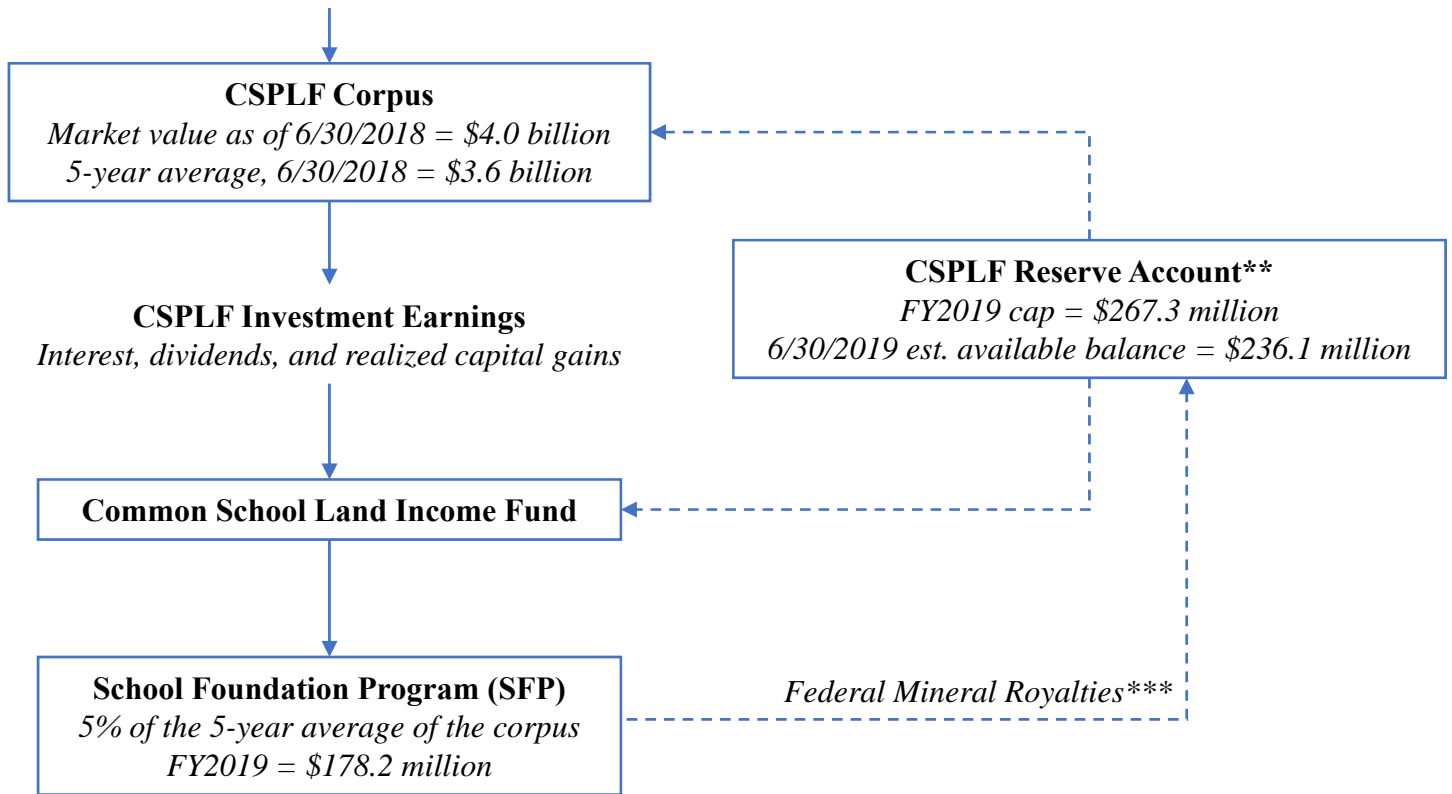 CSPLF Corpus
Market value as of 6/30/2018 = $4.0 billion
5-year average, 6/30/2018 = $3.6 billion
CSPLF Reserve Account**
FY2019 cap = $267.3 million
6/30/2019 est. available balance = $236.1 million
CSPLF Investment Earnings
Interest, dividends, and realized capital gains
Common School Land Income Fund
School Foundation Program (SFP)
5% of the 5-year average of the corpus
FY2019 = $178.2 million
Federal Mineral Royalties***